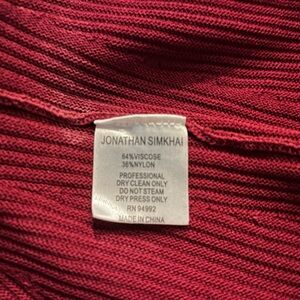 JONATHAN SIMKHAI
64%VISCOSE
36%NYLON
PROFESSIONAL
DRY CLEAN ONLY
DO NOT STEAM
DRY PRESS ONLY
RN 94992
MADE IN CHINA